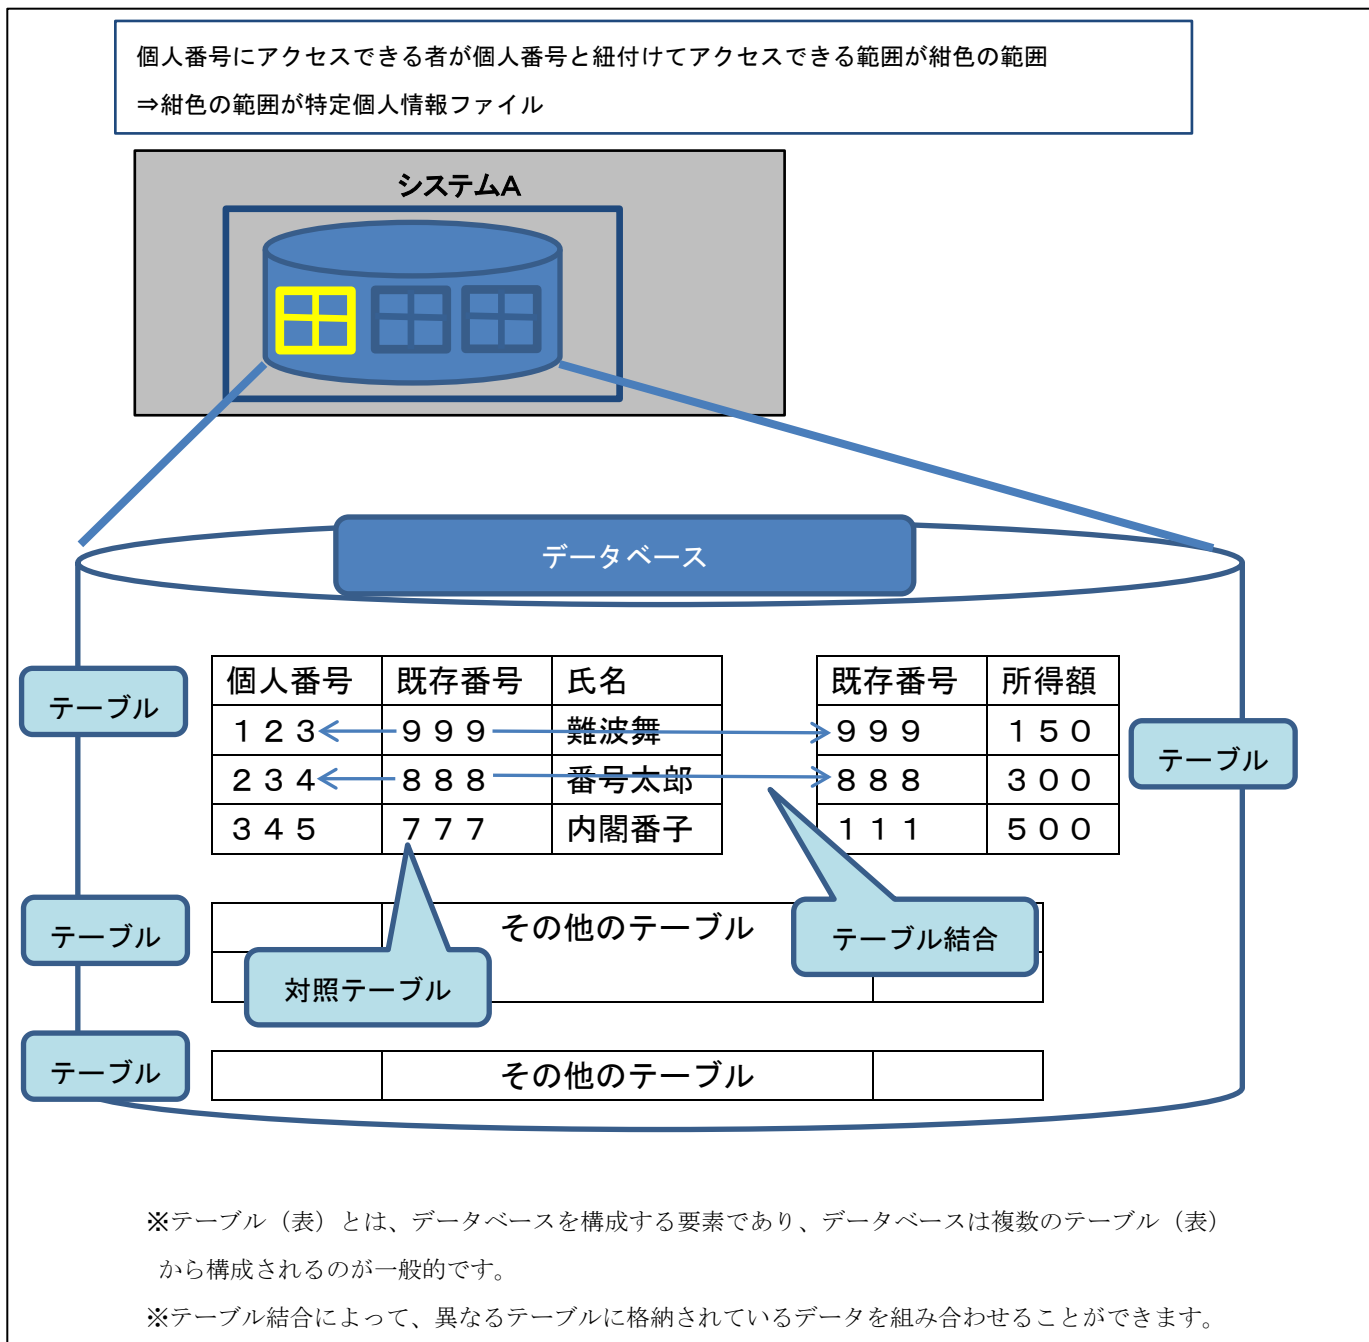 個人番号にアクセスできる者が個人番号と紐付けてアクセスできる範囲が紺色の範囲
⇒紺色の範囲が特定個人情報ファイル
システムA
データベース
テーブル
個人番号 既存番号 氏名
１２３ ９９９ 難波舞
２３４ ８８８ 番号太郎
３４５ ７７７ 内閣番子
既存番号 所得額
９９９ １５０
８８８ ３００
１１１ ５００
テーブル
テーブル
その他のテーブル
テーブル結合
対照テーブル
テーブル
その他のテーブル
※テーブル（表）とは、データベースを構成する要素であり、データベースは複数のテーブル（表）
から構成されるのが一般的です。
※テーブル結合によって、異なるテーブルに格納されているデータを組み合わせることができます。